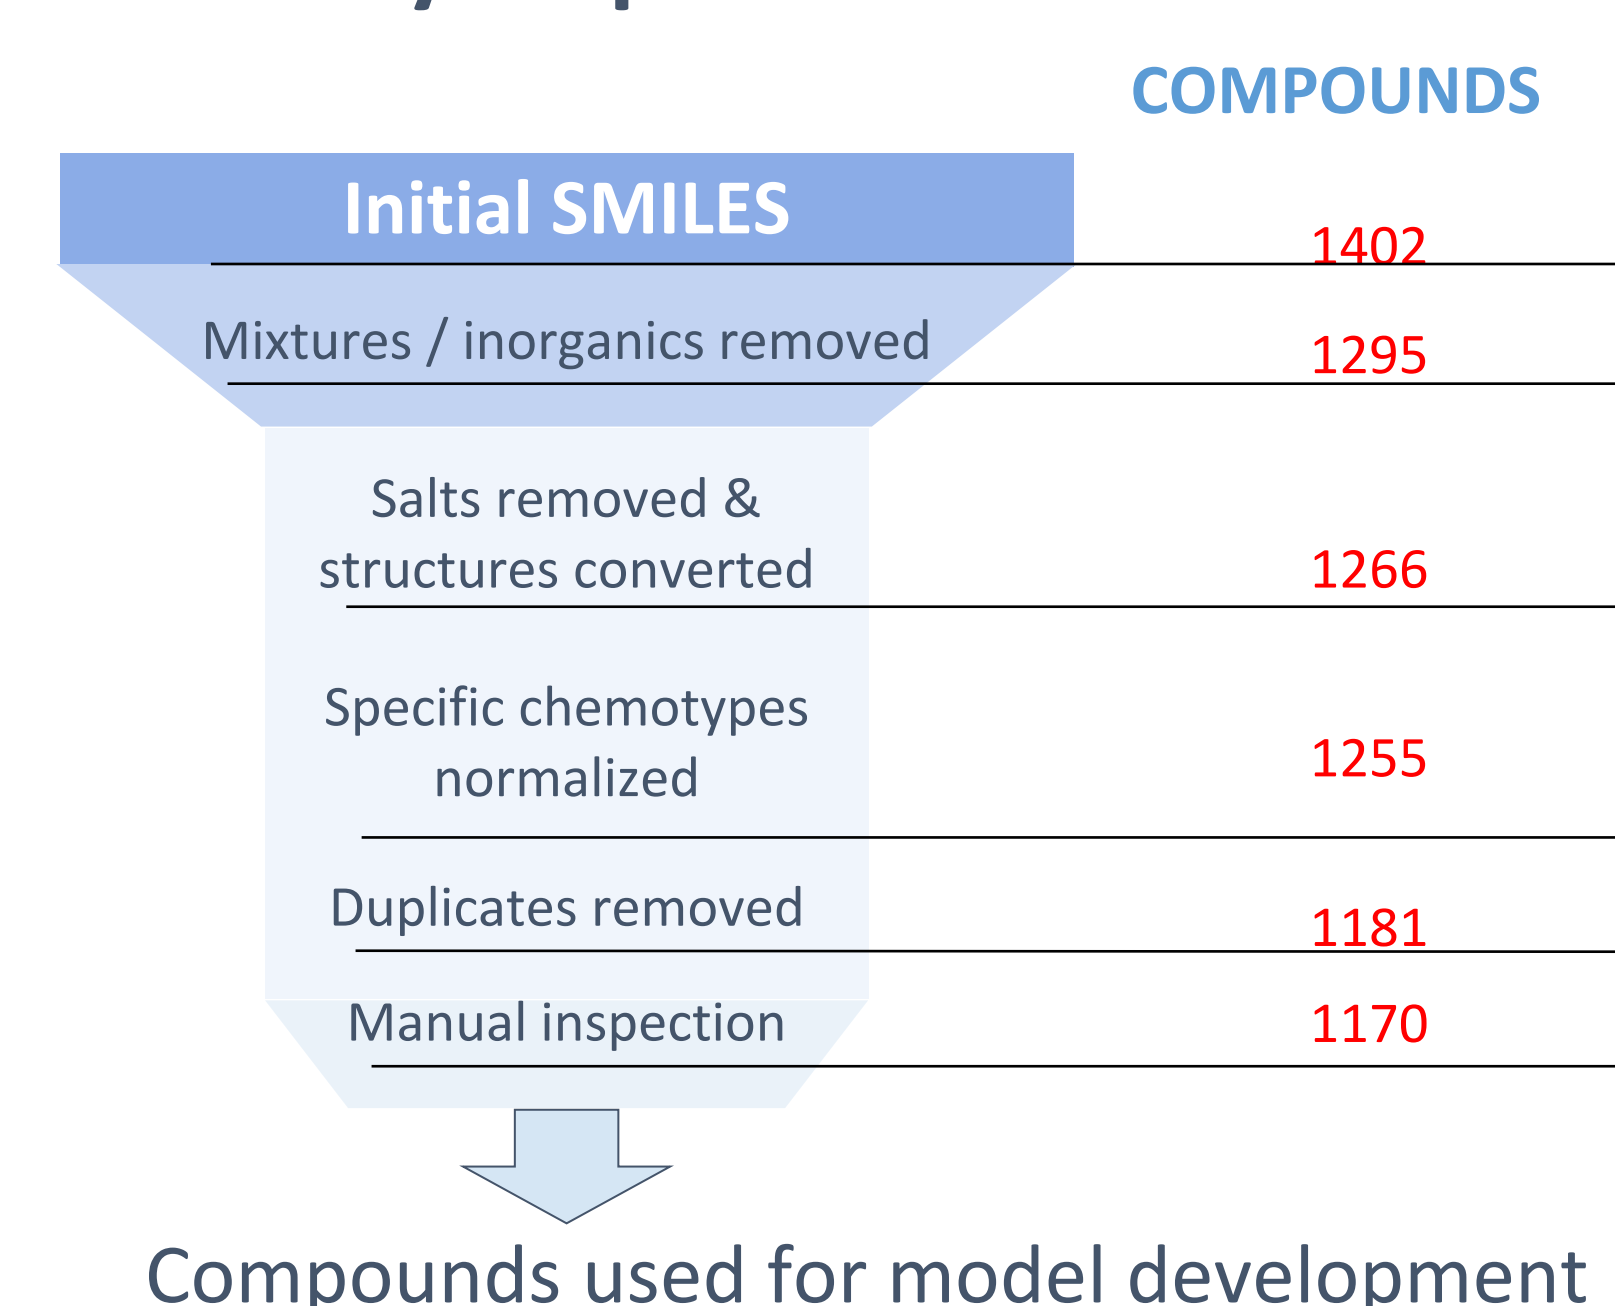 COMPOUNDS
Initial SMILES
1402
Mixtures / inorganics removed
1295
Salts removed &
structures converted
1266
Specific chemotypes
normalized
1255
Duplicates removed
1181
Manual inspection
1170
Compounds used for model development